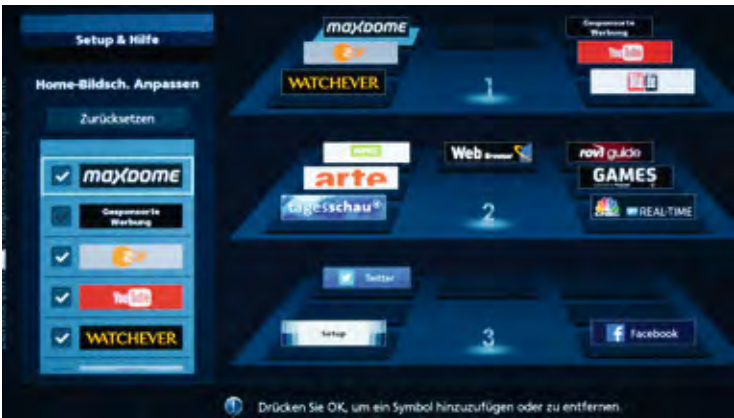 Setup & Hilfe
Home-Bildsch. Anpassen
Zurücksetzen
maxdome
Gesponserte
Werbung
YouTube
WATCHEVER
maxdome
WATCHEVER
1
Gesponserte
Werbung
YouTube
arte
tagesschau
Web Browser
2
rovi guide
GAMES
CNBC REAL-TIME
Twitter
Setup
3
Facebook
Drücken Sie OK, um ein Symbol hinzuzufügen oder zu entfernen.